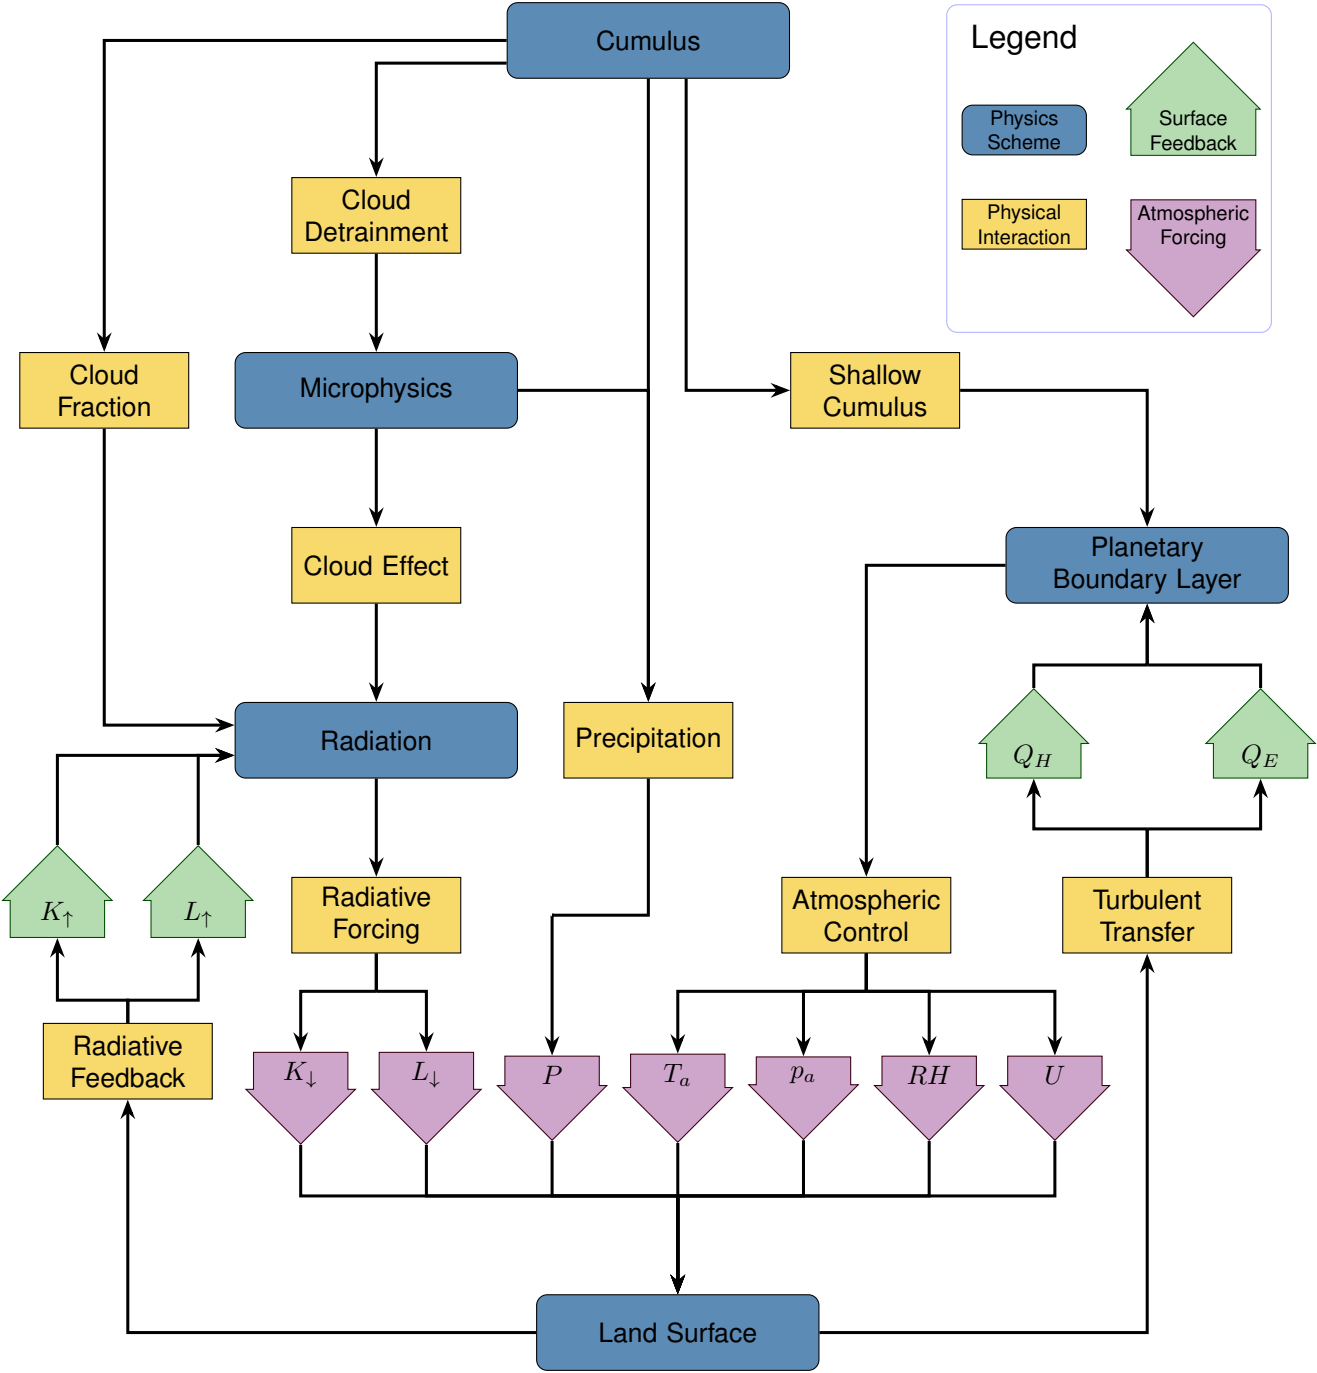 Cumulus
Legend
Physics
Scheme
Surface
Feedback
Physical
Interaction
Atmospheric
Forcing
Cloud
Detrainment
Cloud
Fraction
Microphysics
Shallow
Cumulus
Cloud Effect
Planetary
Boundary Layer
Radiation
Precipitation
Q_H
Q_E
K↑
L↑
Radiative
Forcing
Atmospheric
Control
Turbulent
Transfer
Radiative
Feedback
K↓
L↓
P
T_a
p_a
RH
U
Land Surface